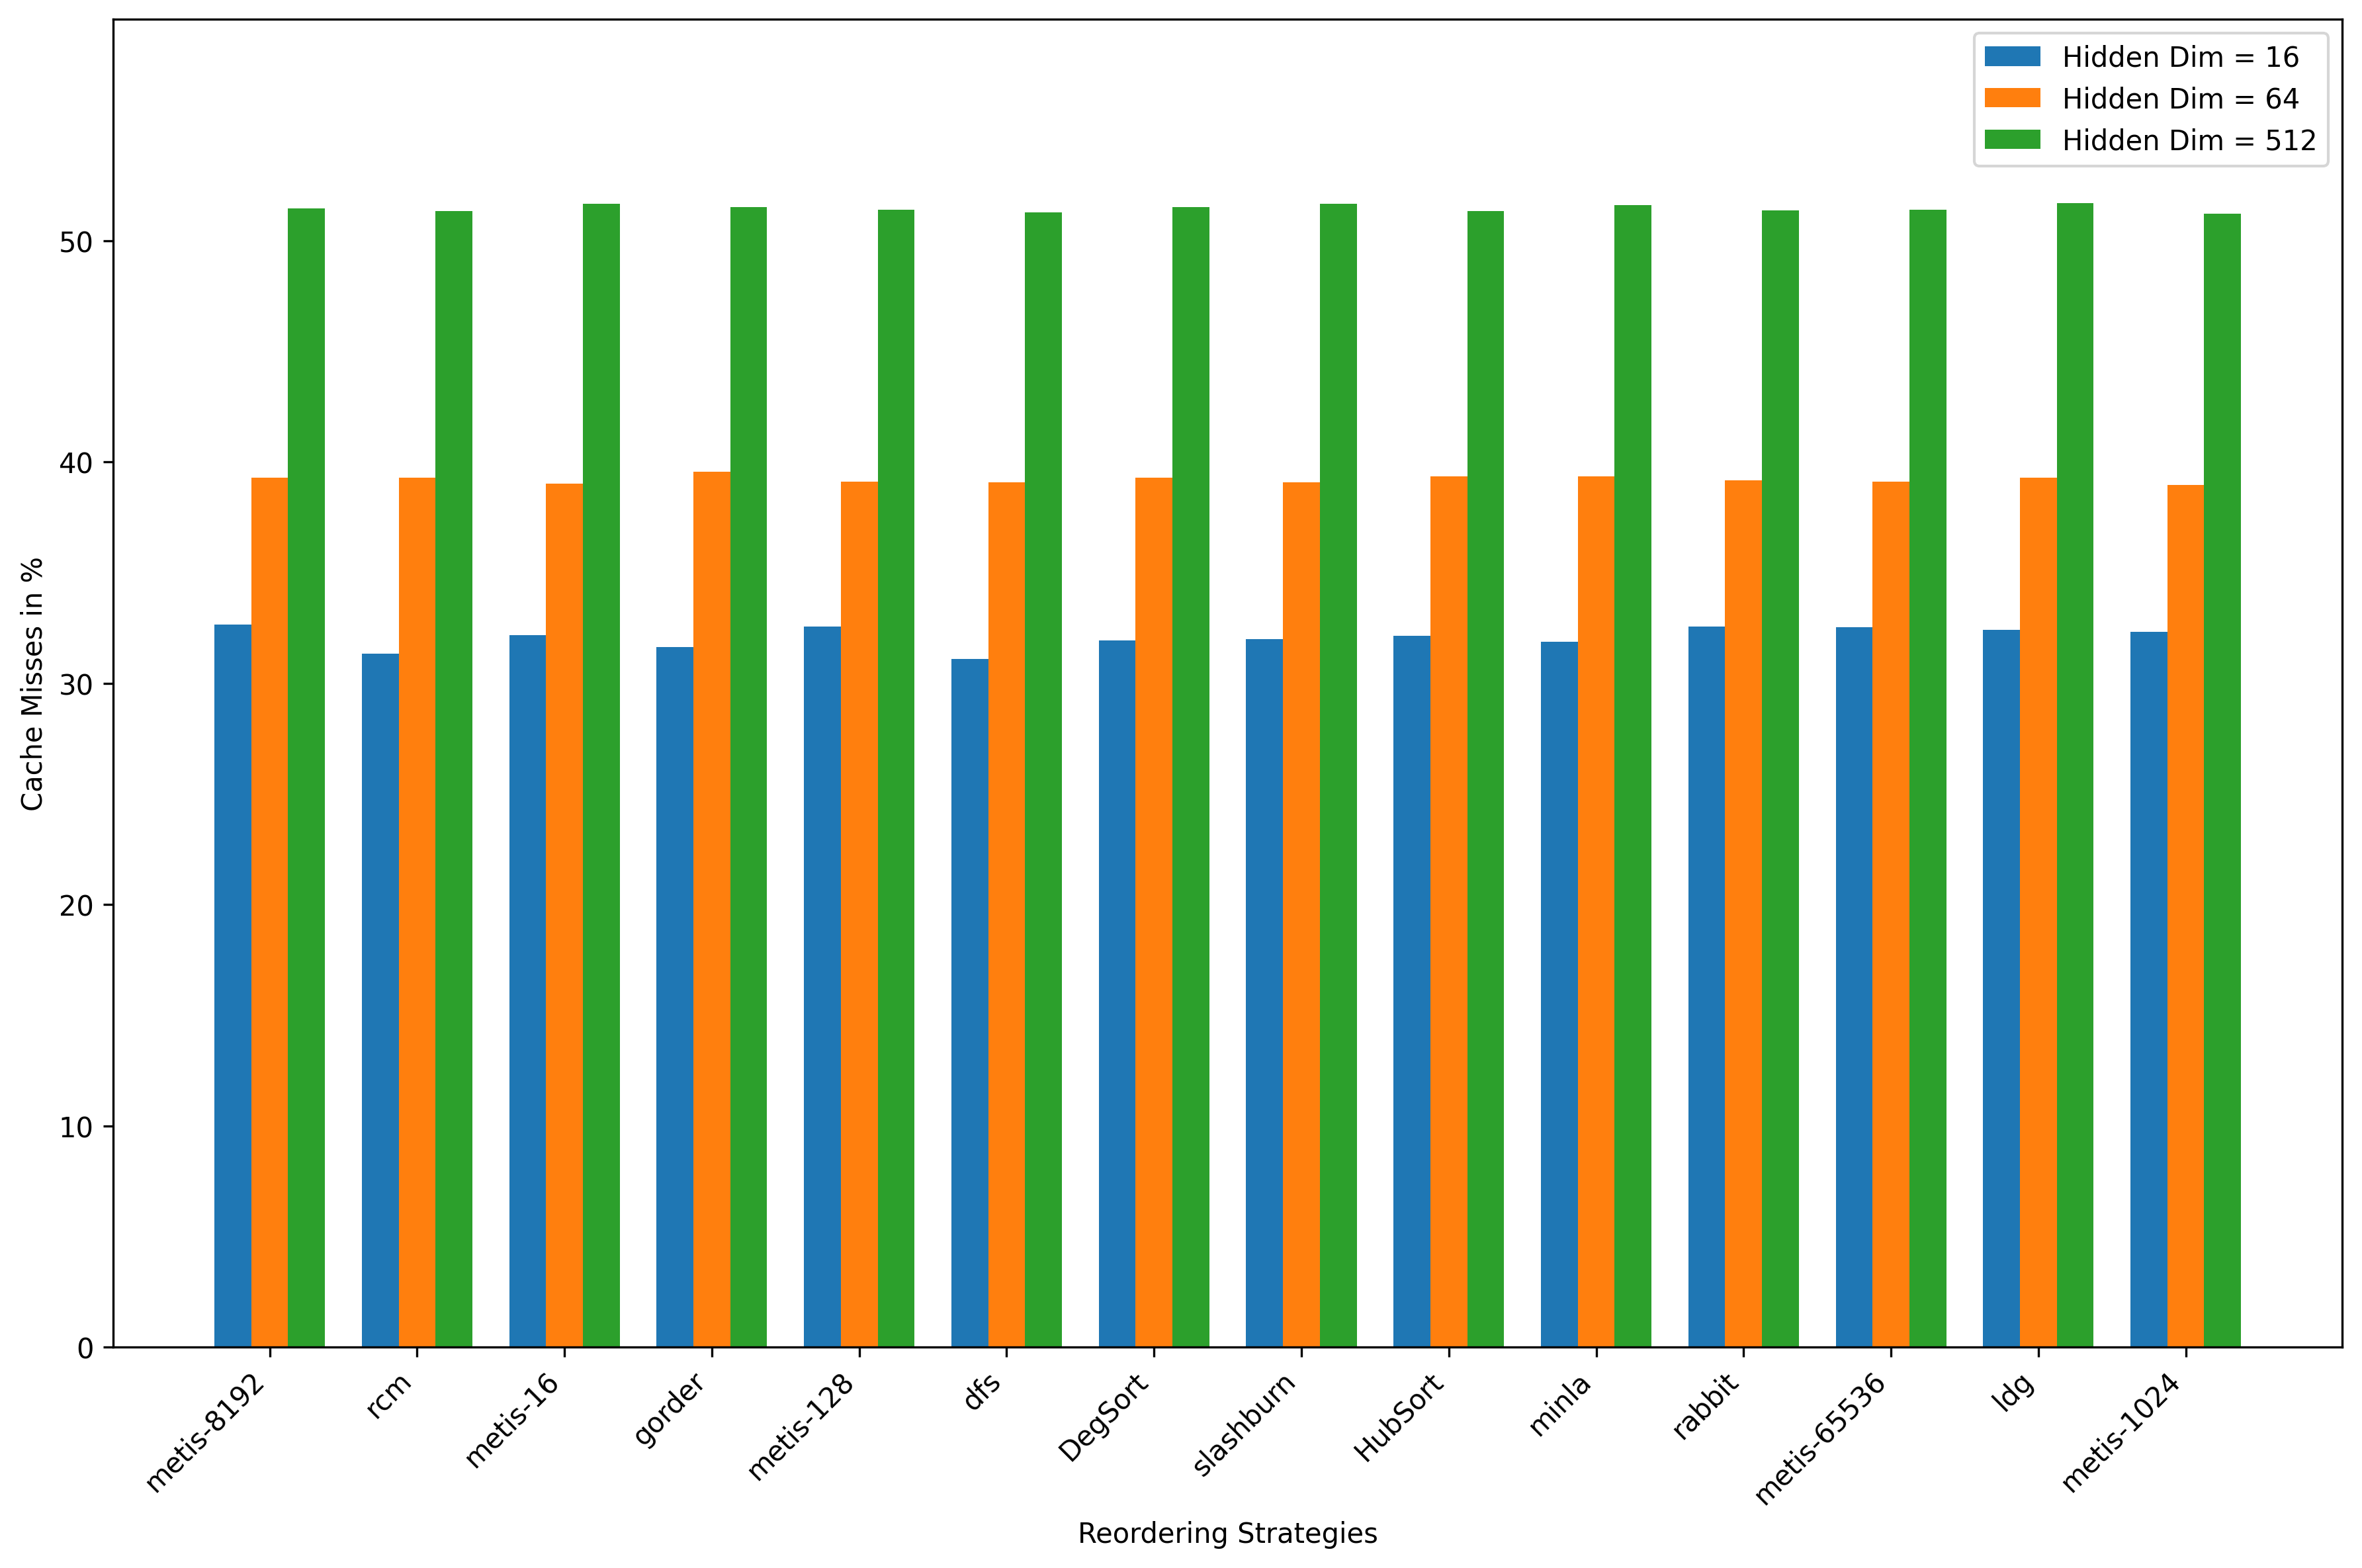 Hidden Dim = 16
Hidden Dim = 64
Hidden Dim = 512
Cache Misses in %
50
40
30
20
10
0
metis-8192
rcm
metis-16
gorder
metis-128
dfs
DegSort
slashburn
HubSort
minla
rabbit
metis-65536
ldg
metis-1024
Reordering Strategies